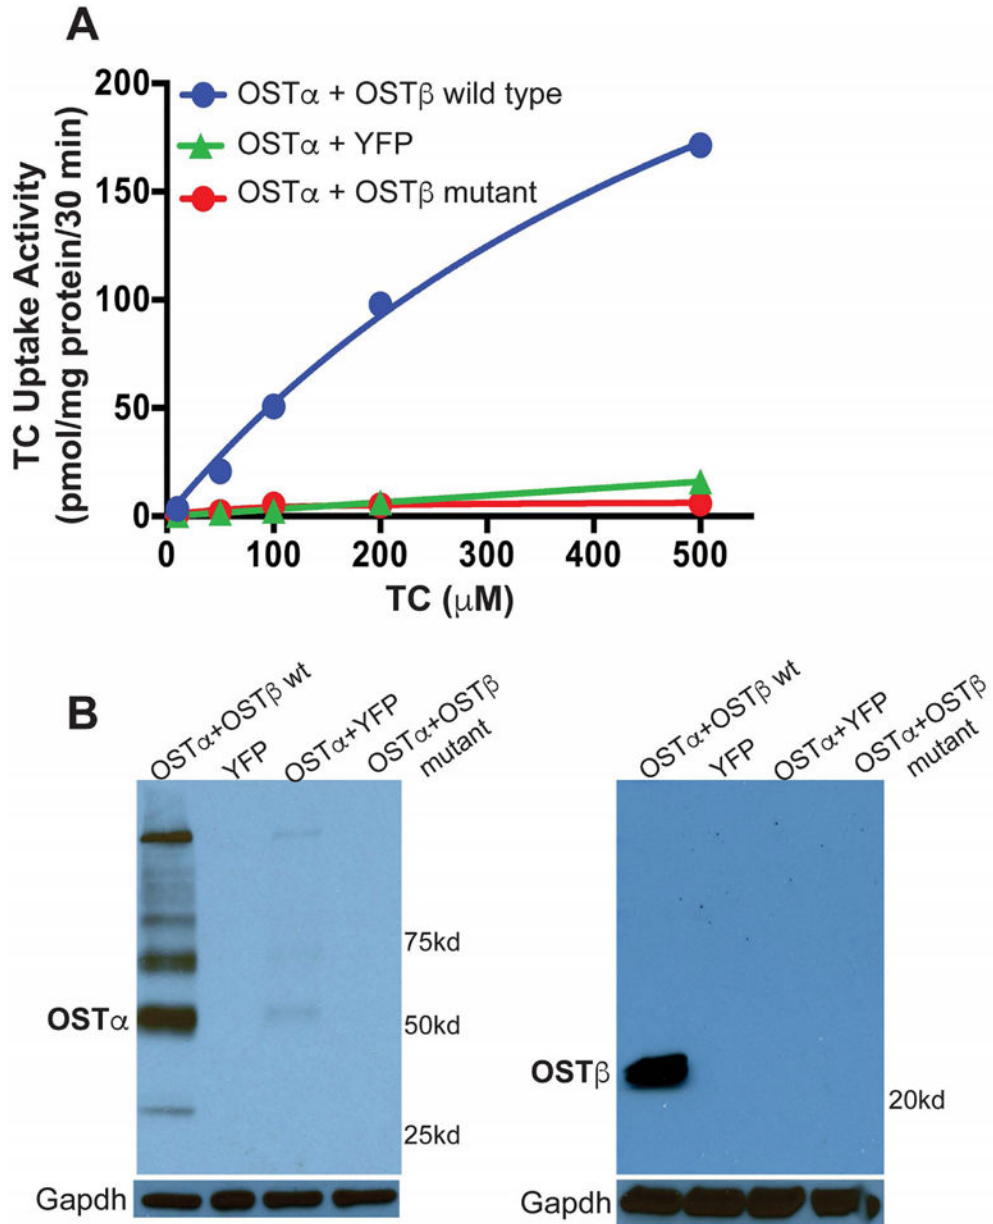 A
200
150
100
50
0
TC Uptake Activity
(pmol/mg protein/30 min)
OSTα + OSTβ wild type
OSTα + YFP
OSTα + OSTβ mutant
0 100 200 300 400 500
TC (μM)
B
OSTα+OSTβ wt
YFP
OSTα+YFP
OSTα+OSTβ
mutant
75kd
OSTα
50kd
25kd
Gapdh
OSTα+OSTβ wt
YFP
OSTα+YFP
OSTα+OSTβ
mutant
OSTβ
20kd
Gapdh